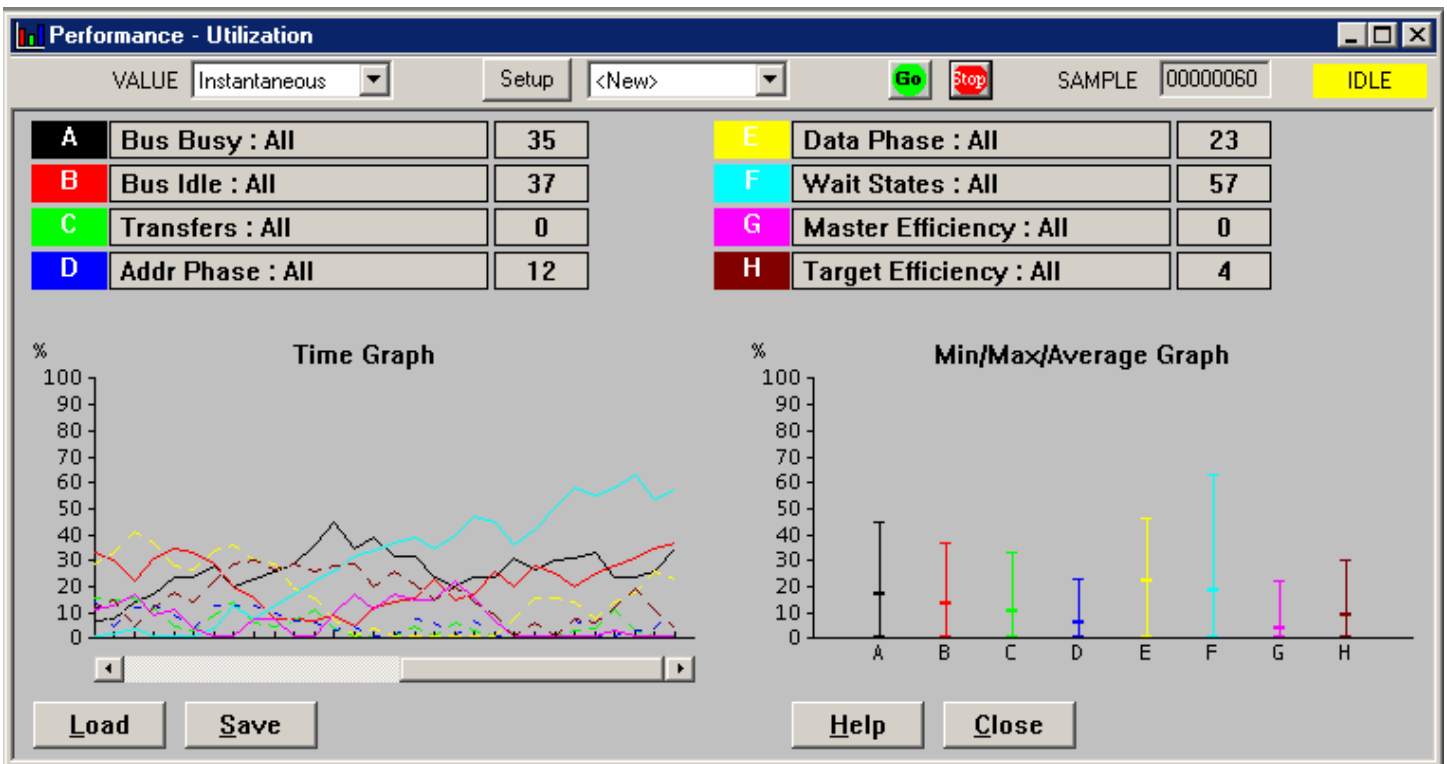 Performance - Utilization
VALUE Instantaneous Setup <New> Go Stop SAMPLE 00000060 IDLE
A Bus Busy : All 35
B Bus Idle : All 37
C Transfers : All 0
D Addr Phase : All 12
E Data Phase : All 23
F Wait States : All 57
G Master Efficiency : All 0
H Target Efficiency : All 4
% Time Graph
100
90
80
70
60
50
40
30
20
10
0
% Min/Max/Average Graph
100
90
80
70
60
50
40
30
20
10
0
A B C D E F G H
Load Save Help Close